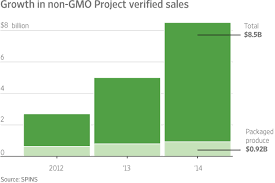 Growth in non-GMO Project verified sales
$8 billion
Total
$8.5B
6
4
2
Packaged
produce
$0.92B
0
2012 '13 '14
Source: SPINS